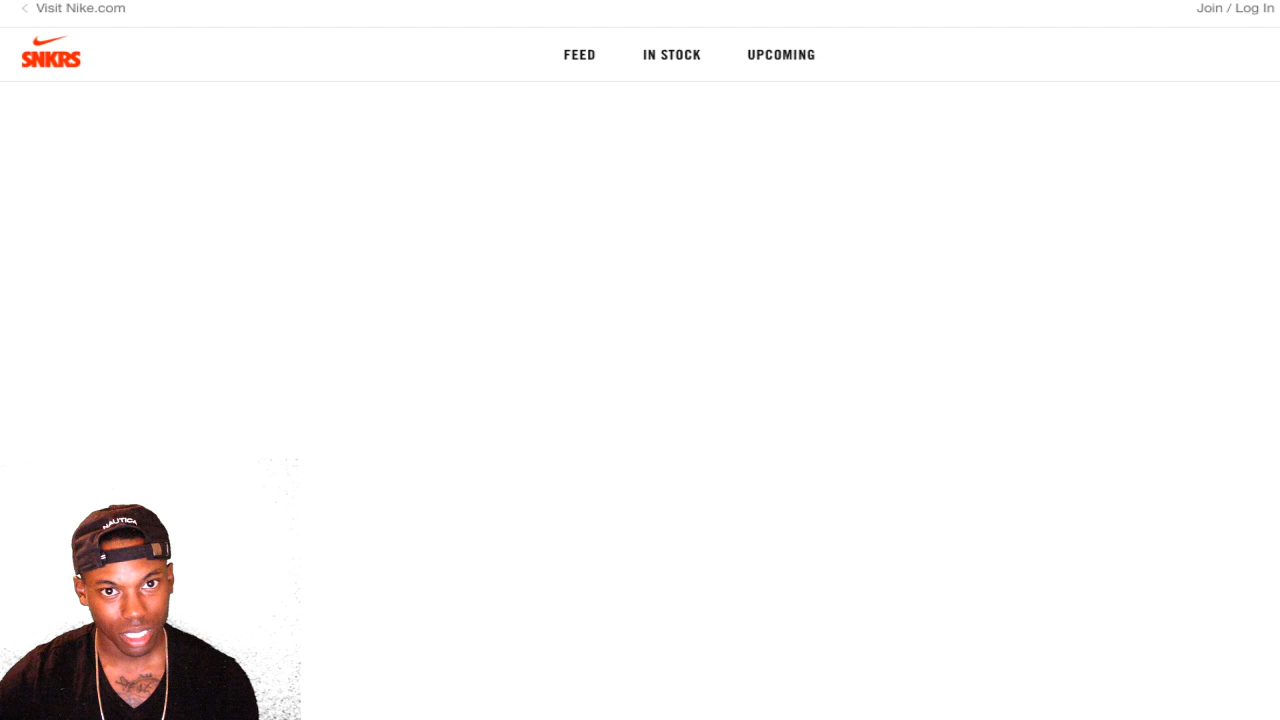 Visit Nike.com
Join / Log In
SNKRS
FEED
IN STOCK
UPCOMING
NAUTICA